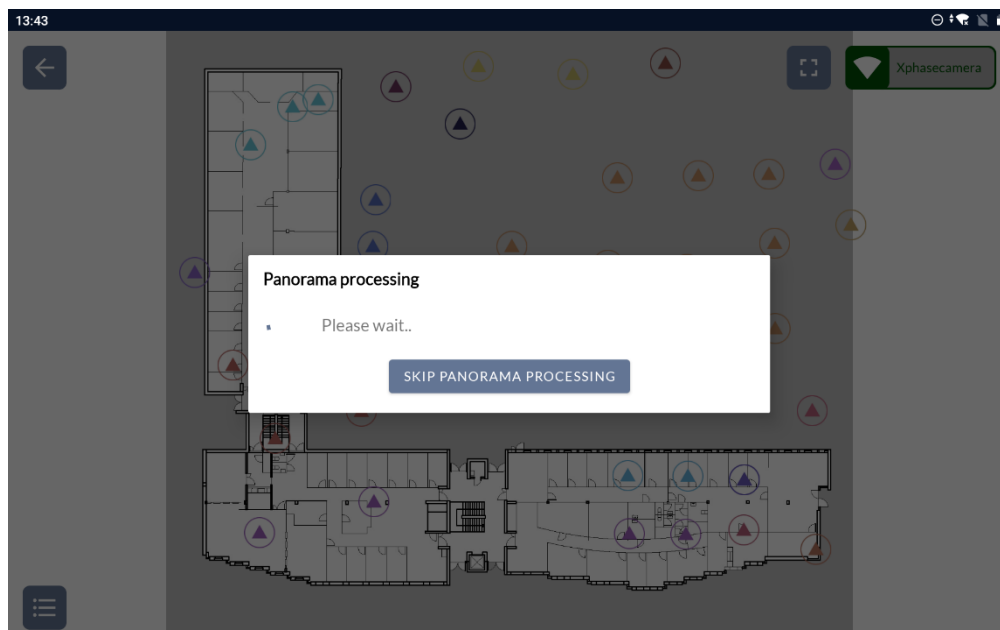 13:43
Xphasecamera
Panorama processing
Please wait..
SKIP PANORAMA PROCESSING